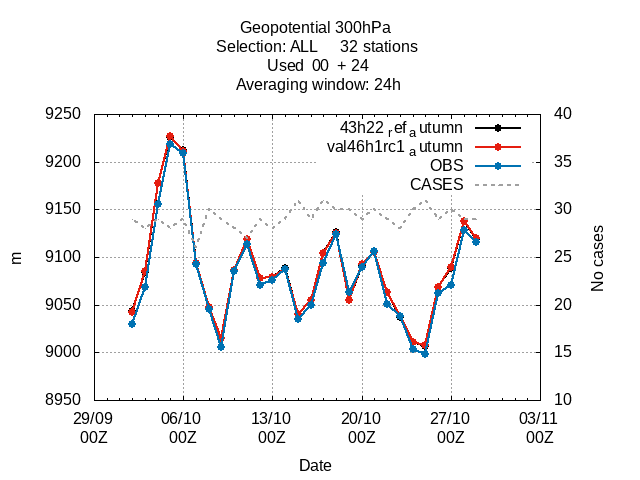 Geopotential 300hPa
Selection: ALL 32 stations
Used 00 + 24
Averaging window: 24h
9250
9200
9150
9100
9050
9000
8950
m
40
35
30
25
20
15
10
No cases
43h22refautumn
val46h1rc1autumn
OBS
CASES
29/09 06/10 13/10 20/10 27/10 03/11
00Z 00Z 00Z 00Z 00Z 00Z
Date